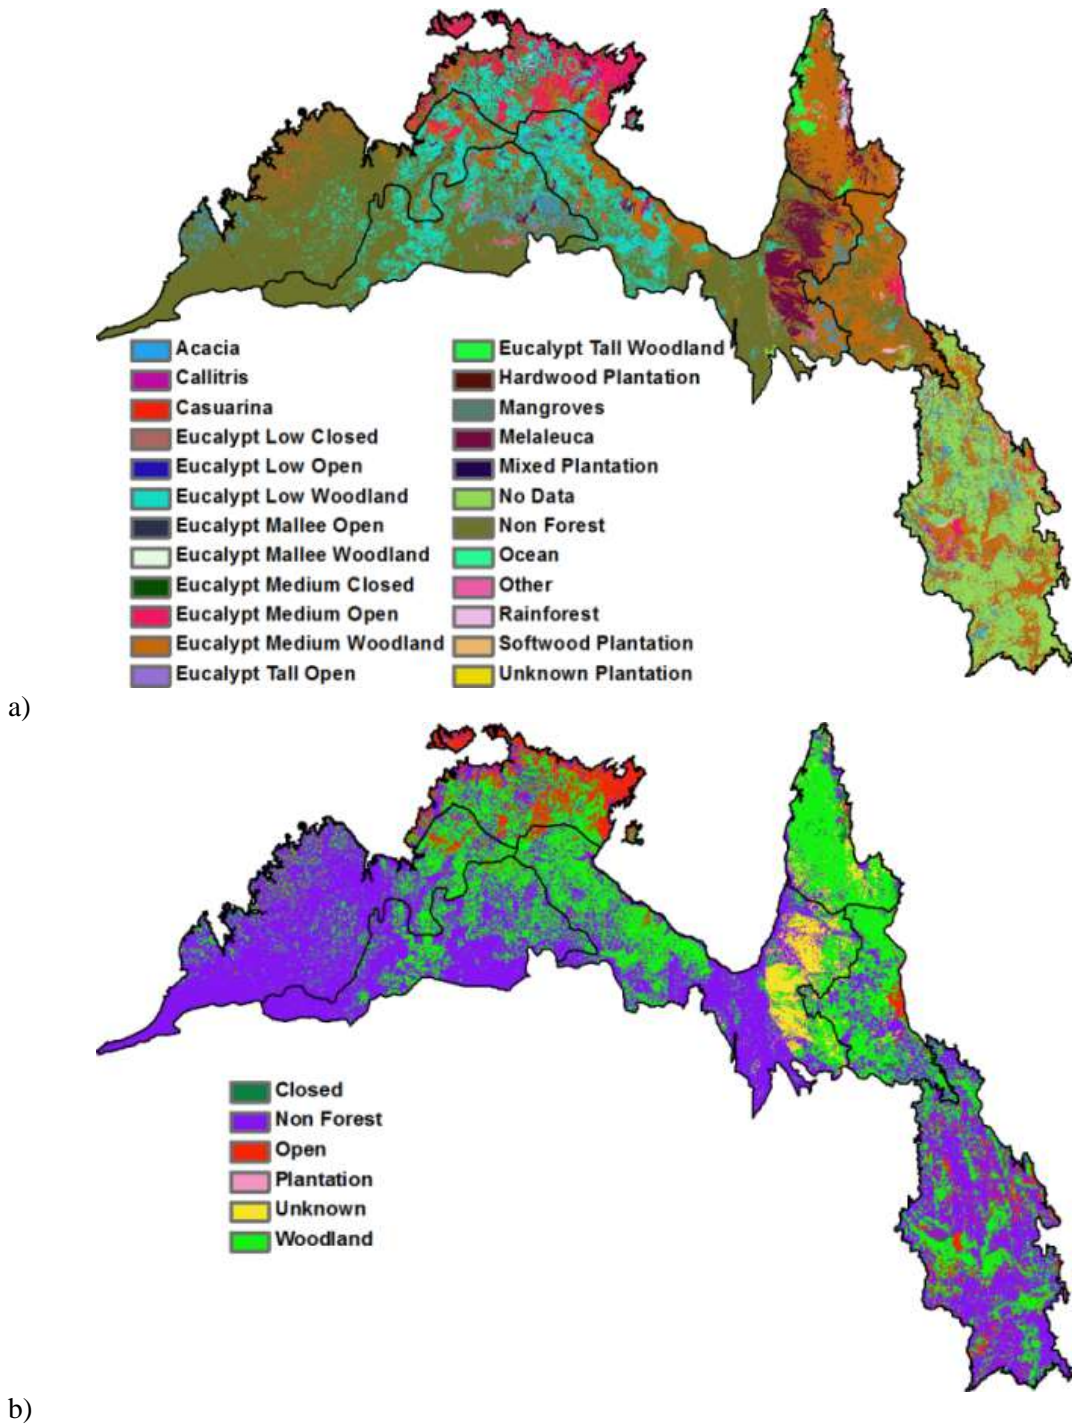 Acacia
Callitris
Casuarina
Eucalypt Low Closed
Eucalypt Low Open
Eucalypt Low Woodland
Eucalypt Mallee Open
Eucalypt Mallee Woodland
Eucalypt Medium Closed
Eucalypt Medium Open
Eucalypt Medium Woodland
Eucalypt Tall Open
Eucalypt Tall Woodland
Hardwood Plantation
Mangroves
Melaleuca
Mixed Plantation
No Data
Non Forest
Ocean
Other
Rainforest
Softwood Plantation
Unknown Plantation
a)
Closed
Non Forest
Open
Plantation
Unknown
Woodland
b)